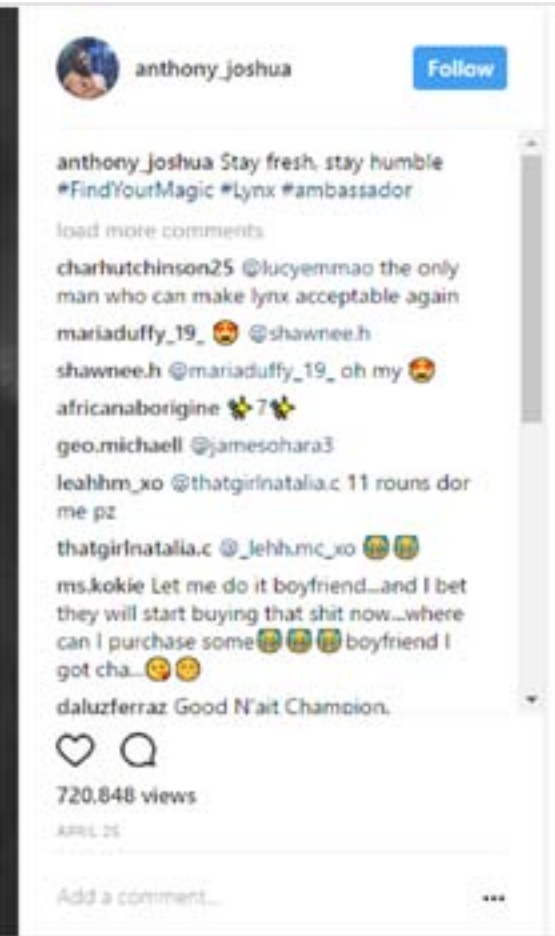 anthony_joshua
Follow
anthony_joshua Stay fresh, stay humble
#FindYourMagic #Lynx #ambassador
load more comments
charhutchinson25 @lucyemmao the only
man who can make lynx acceptable again
mariaduffy_19_ 😍 @shawnee.h
shawnee.h @mariaduffy_19_ oh my 😍
africanaborigine 7
geo.michaell @jamesohara3
leahhm_xo @thatgirlnatalia.c 11 rouns dor
me pz
thatgirlnatalia.c @_lehh.mc_xo 😂😂
ms.kokie Let me do it boyfriend...and I bet
they will start buying that shit now...where
can I purchase some😂😂😂boyfriend I
got cha...😘😚
daluzferraz Good N'ait Champion.
720.848 views
APRIL 25
Add a comment...